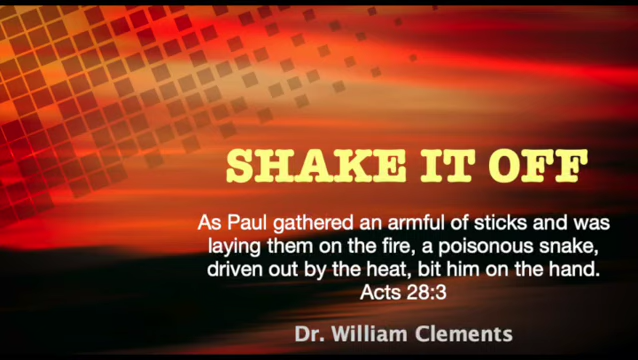 SHAKE IT OFF
As Paul gathered an armful of sticks and was
laying them on the fire, a poisonous snake,
driven out by the heat, bit him on the hand.
Acts 28:3
Dr. William Clements